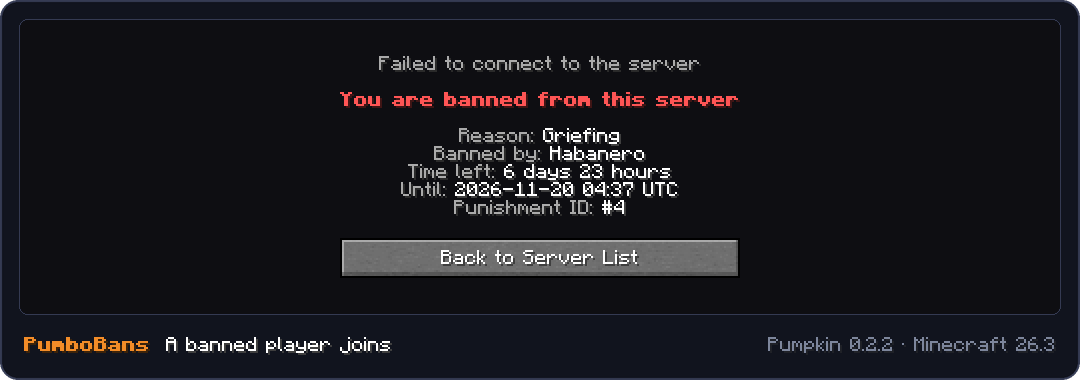 Failed to connect to the server
You are banned from this server
Reason: Griefing
Banned by: Habanero
Time left: 6 days 23 hours
Until: 2026-11-20 04:37 UTC
Punishment ID: #4
Back to Server List
PumboBans A banned player joins
Pumpkin 0.2.2 · Minecraft 26.3